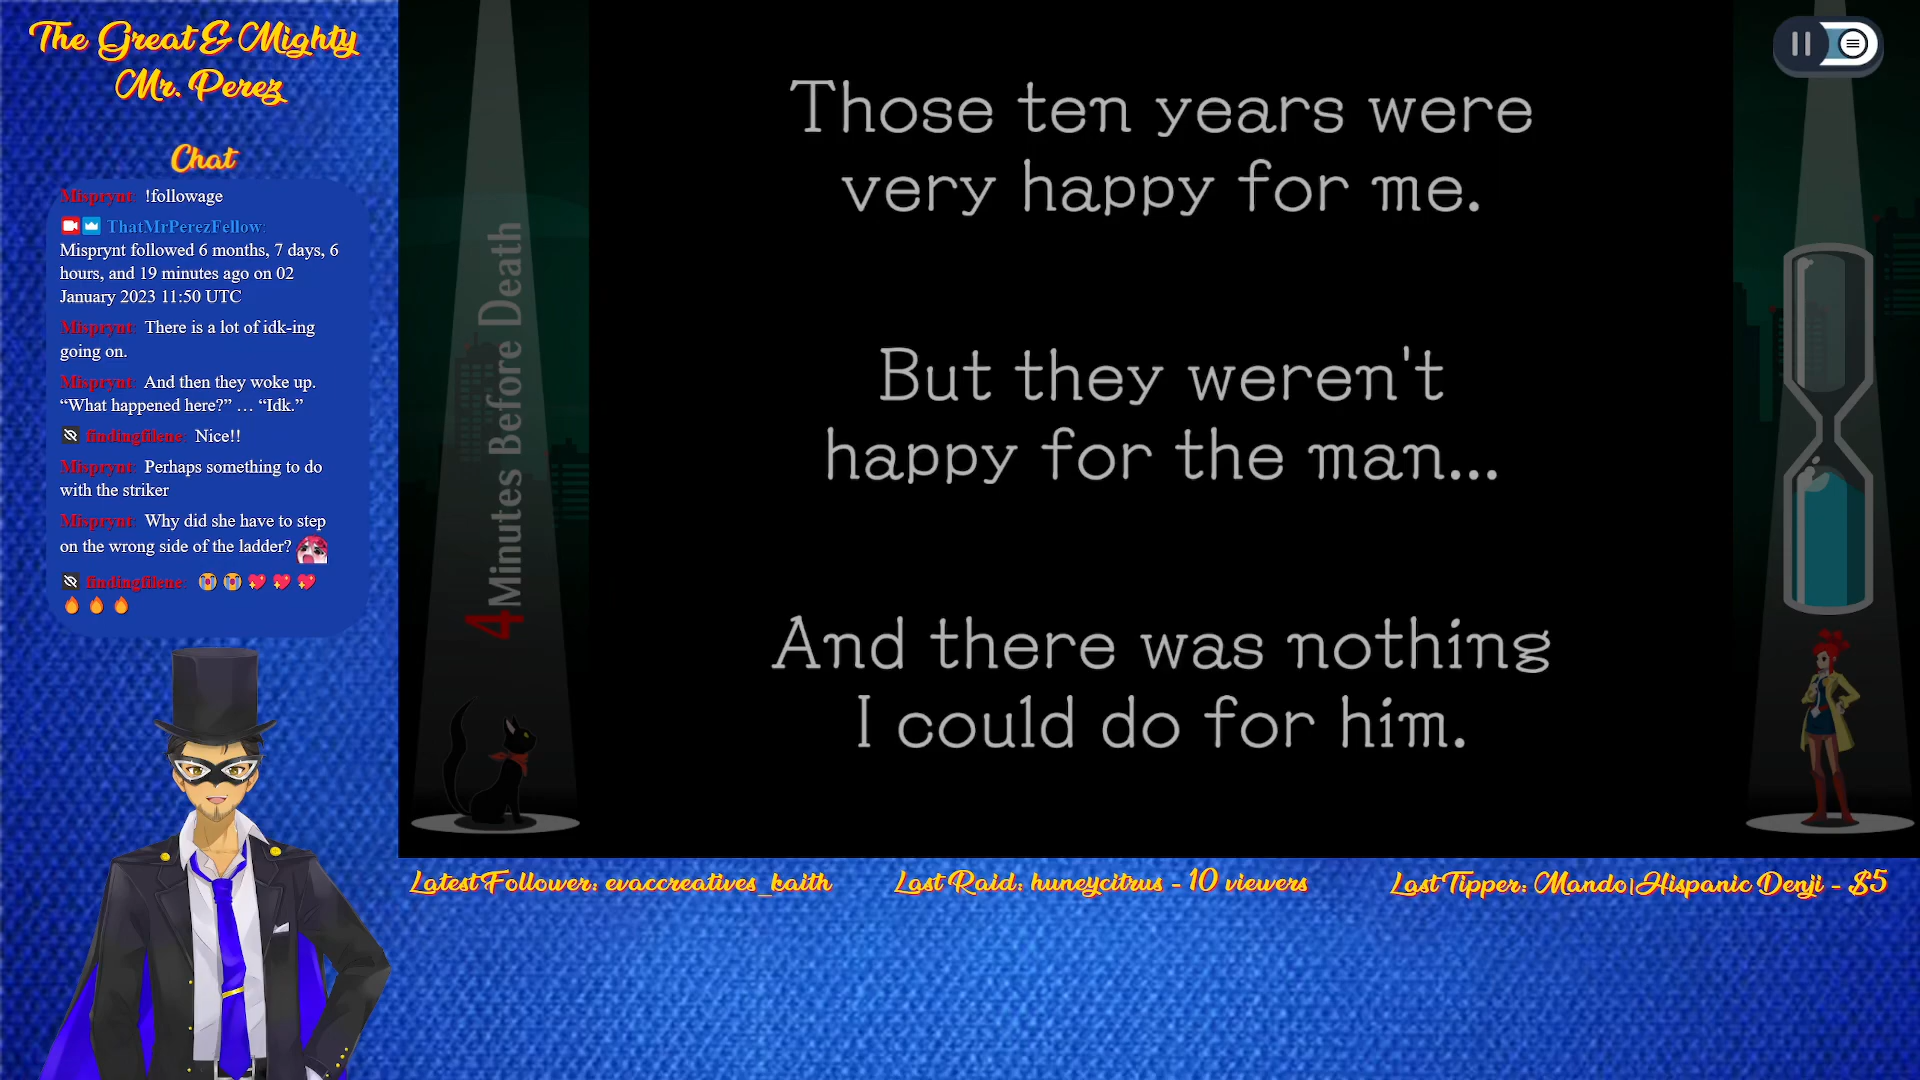 The Great & Mighty
Mr. Perez
Chat
Misprynt: !followage
ThatMrPerezFellow:
Misprynt followed 6 months, 7 days, 6
hours, and 19 minutes ago on 02
January 2023 11:50 UTC
Misprynt: There is a lot of idk-ing
going on.
Misprynt: And then they woke up.
“What happened here?” … “Idk.”
findingfilene: Nice!!
Misprynt: Perhaps something to do
with the striker
Misprynt: Why did she have to step
on the wrong side of the ladder?
findingfilene:
4 Minutes Before Death
Those ten years were
very happy for me.
But they weren't
happy for the man...
And there was nothing
I could do for him.
Latest Follower: evaccreatives_kaith
Last Raid: huneycitrus - 10 viewers
Last Tipper: Mando|Hispanic Denji - $5